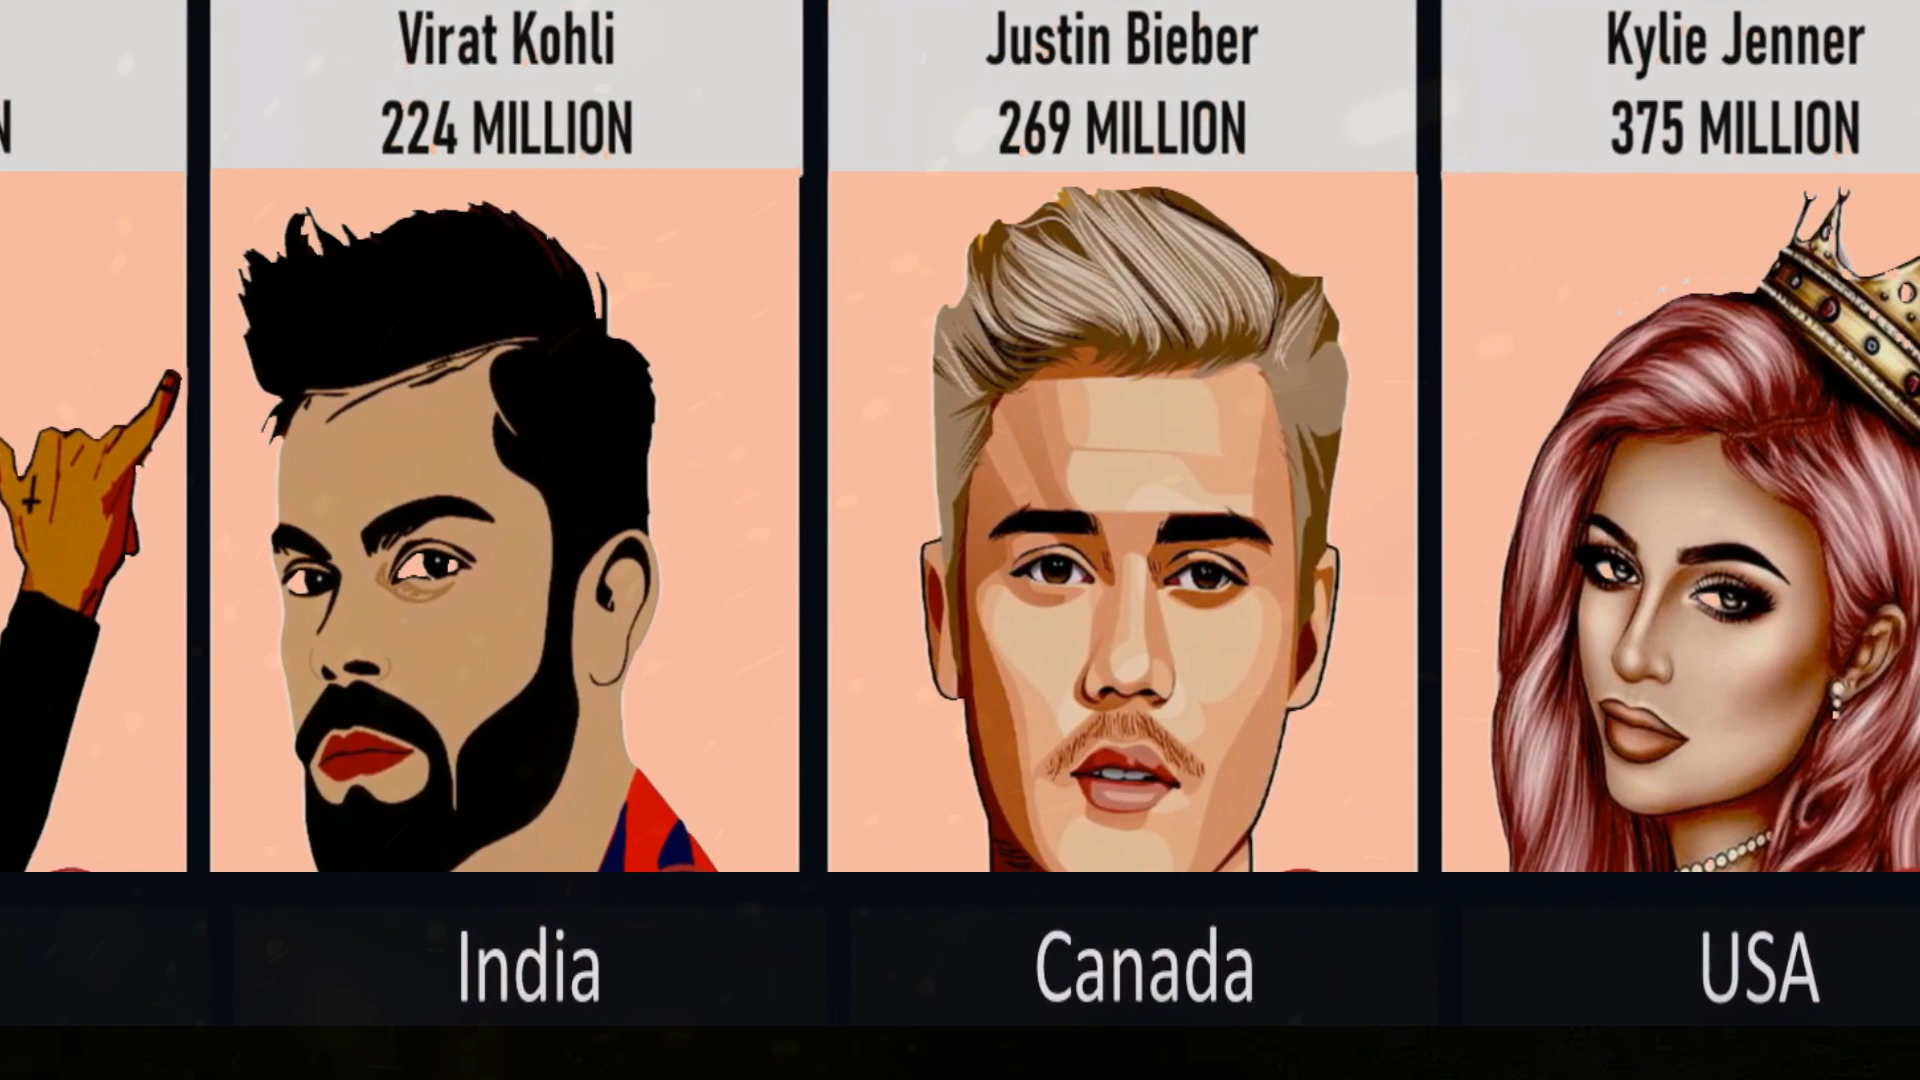 Virat Kohli
224 MILLION
Justin Bieber
269 MILLION
Kylie Jenner
375 MILLION
India
Canada
USA